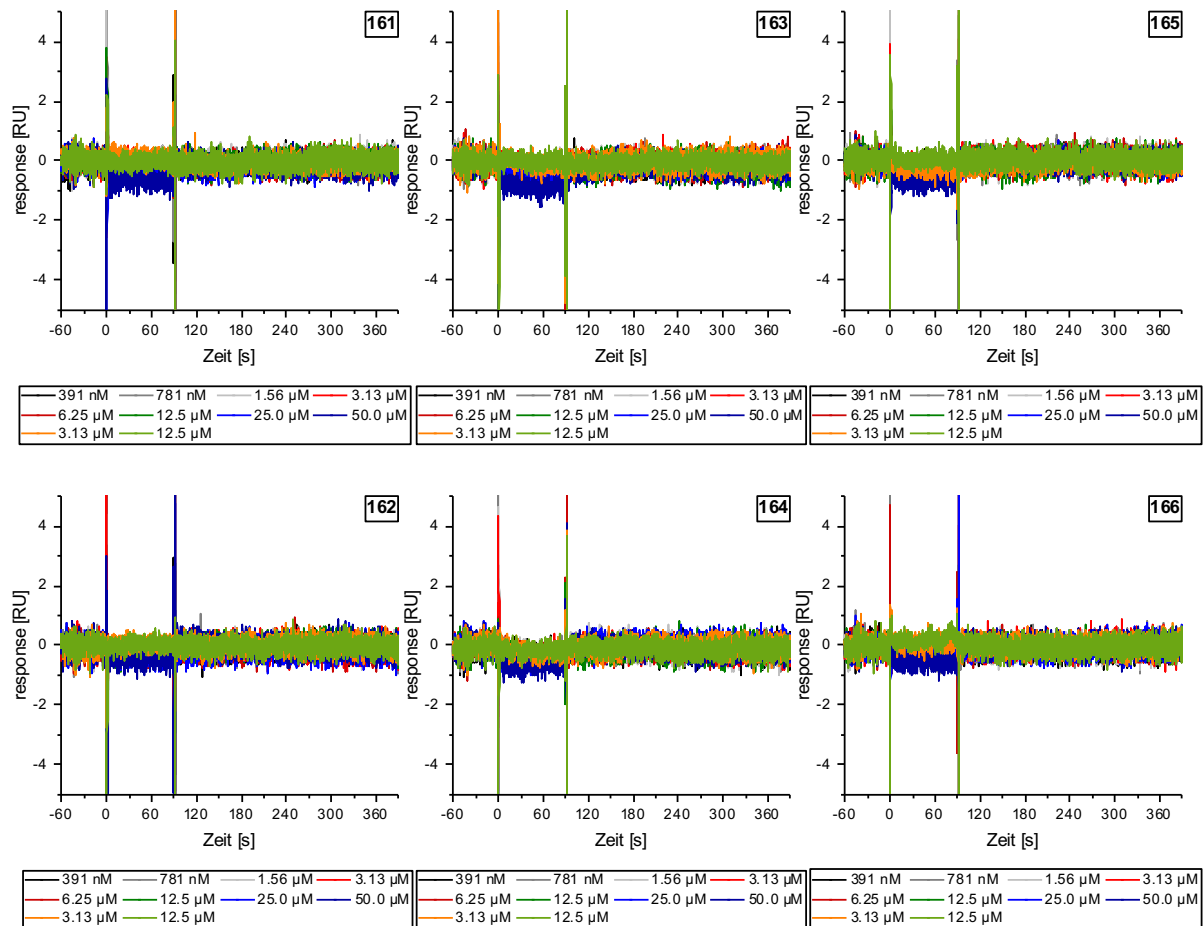 161
4
2
0
-2
-4
response [RU]
-60 0 60 120 180 240 300 360
Zeit [s]
391 nM 781 nM 1.56 µM 3.13 µM
6.25 µM 12.5 µM 25.0 µM 50.0 µM
3.13 µM 12.5 µM
163
4
2
0
-2
-4
response [RU]
-60 0 60 120 180 240 300 360
Zeit [s]
391 nM 781 nM 1.56 µM 3.13 µM
6.25 µM 12.5 µM 25.0 µM 50.0 µM
3.13 µM 12.5 µM
165
4
2
0
-2
-4
response [RU]
-60 0 60 120 180 240 300 360
Zeit [s]
391 nM 781 nM 1.56 µM 3.13 µM
6.25 µM 12.5 µM 25.0 µM 50.0 µM
3.13 µM 12.5 µM
162
4
2
0
-2
-4
response [RU]
-60 0 60 120 180 240 300 360
Zeit [s]
391 nM 781 nM 1.56 µM 3.13 µM
6.25 µM 12.5 µM 25.0 µM 50.0 µM
3.13 µM 12.5 µM
164
4
2
0
-2
-4
response [RU]
-60 0 60 120 180 240 300 360
Zeit [s]
391 nM 781 nM 1.56 µM 3.13 µM
6.25 µM 12.5 µM 25.0 µM 50.0 µM
3.13 µM 12.5 µM
166
4
2
0
-2
-4
response [RU]
-60 0 60 120 180 240 300 360
Zeit [s]
391 nM 781 nM 1.56 µM 3.13 µM
6.25 µM 12.5 µM 25.0 µM 50.0 µM
3.13 µM 12.5 µM